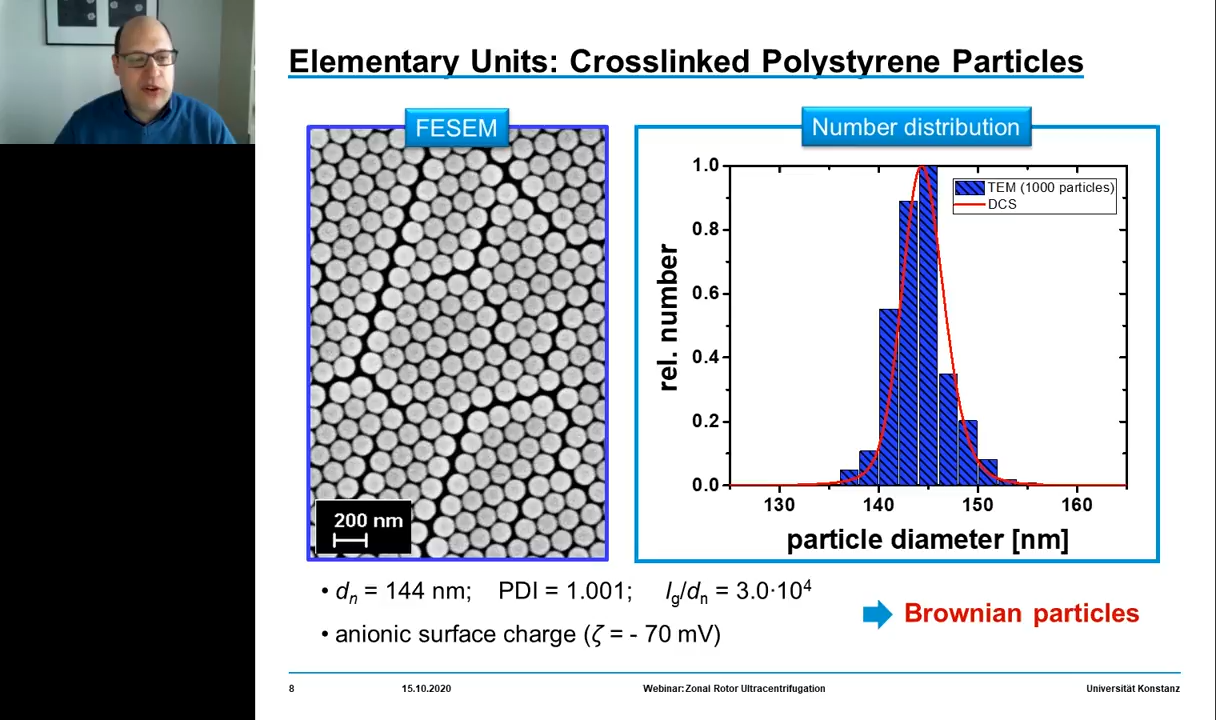 Elementary Units: Crosslinked Polystyrene Particles
FESEM
200 nm
Number distribution
TEM (1000 particles)
DCS
rel. number
1.0
0.8
0.6
0.4
0.2
0.0
130 140 150 160
particle diameter [nm]
• dn = 144 nm; PDI = 1.001; lg/dn = 3.0·10⁴
• anionic surface charge (ζ = - 70 mV)
Brownian particles
8 15.10.2020 Webinar: Zonal Rotor Ultracentrifugation Universität Konstanz